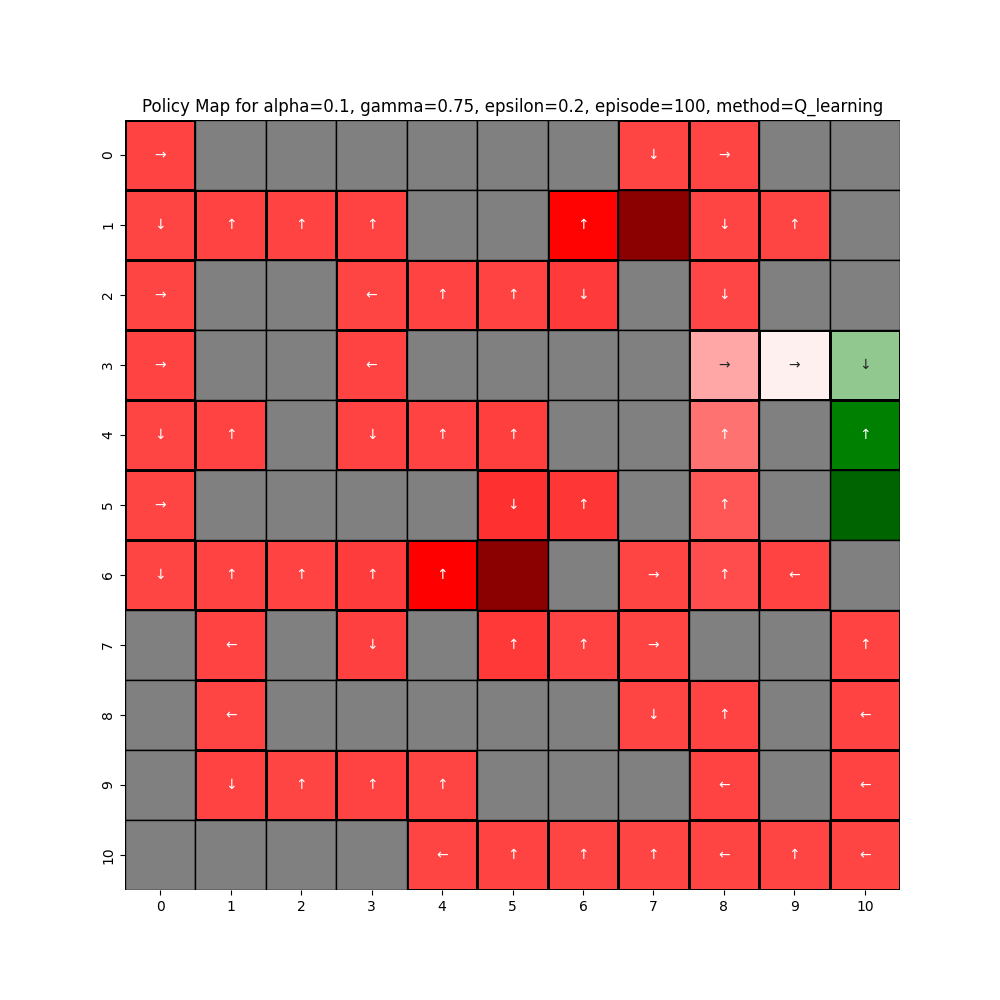 Policy Map for alpha=0.1, gamma=0.75, epsilon=0.2, episode=100, method=Q_learning
0 → ↓ →
1 ↓ ↑ ↑ ↑ ↑ ↓ ↑
2 → ← ↑ ↑ ↓ ↓
3 → ← → → ↓
4 ↓ ↑ ↓ ↑ ↑ ↑ ↑
5 → ↓ ↑ ↑
6 ↓ ↑ ↑ ↑ ↑ → ↑ ←
7 ← ↓ ↑ ↑ → ↑
8 ← ↓ ↑ ←
9 ↓ ↑ ↑ ↑ ← ←
10 ← ↑ ↑ ↑ ← ↑ ←
0 1 2 3 4 5 6 7 8 9 10